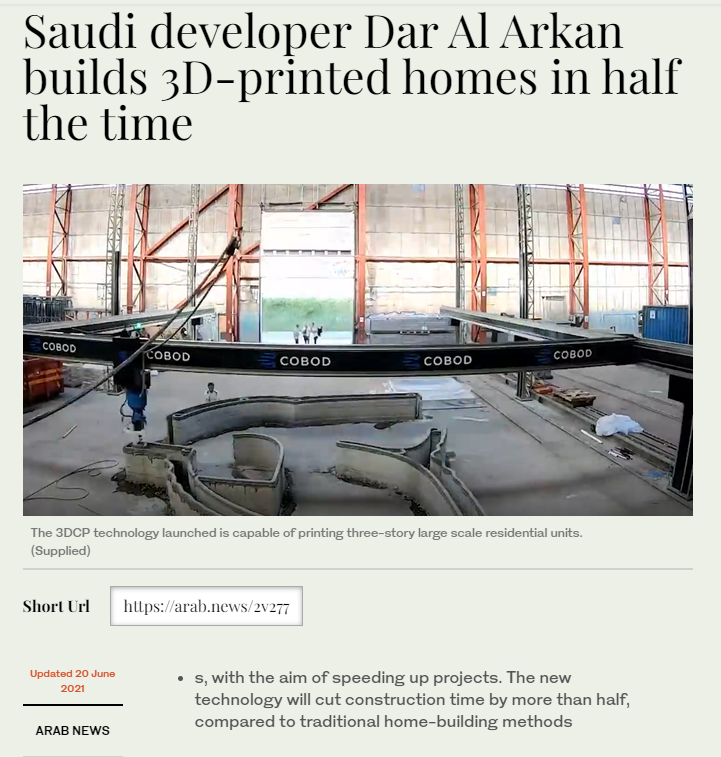 Saudi developer Dar Al Arkan
builds 3D-printed homes in half
the time
COBOD COBOD COBOD COBOD COBOD
The 3DCP technology launched is capable of printing three-story large scale residential units.
(Supplied)
Short Url https://arab.news/2v277
Updated 20 June
2021
ARAB NEWS
• s, with the aim of speeding up projects. The new
technology will cut construction time by more than half,
compared to traditional home-building methods